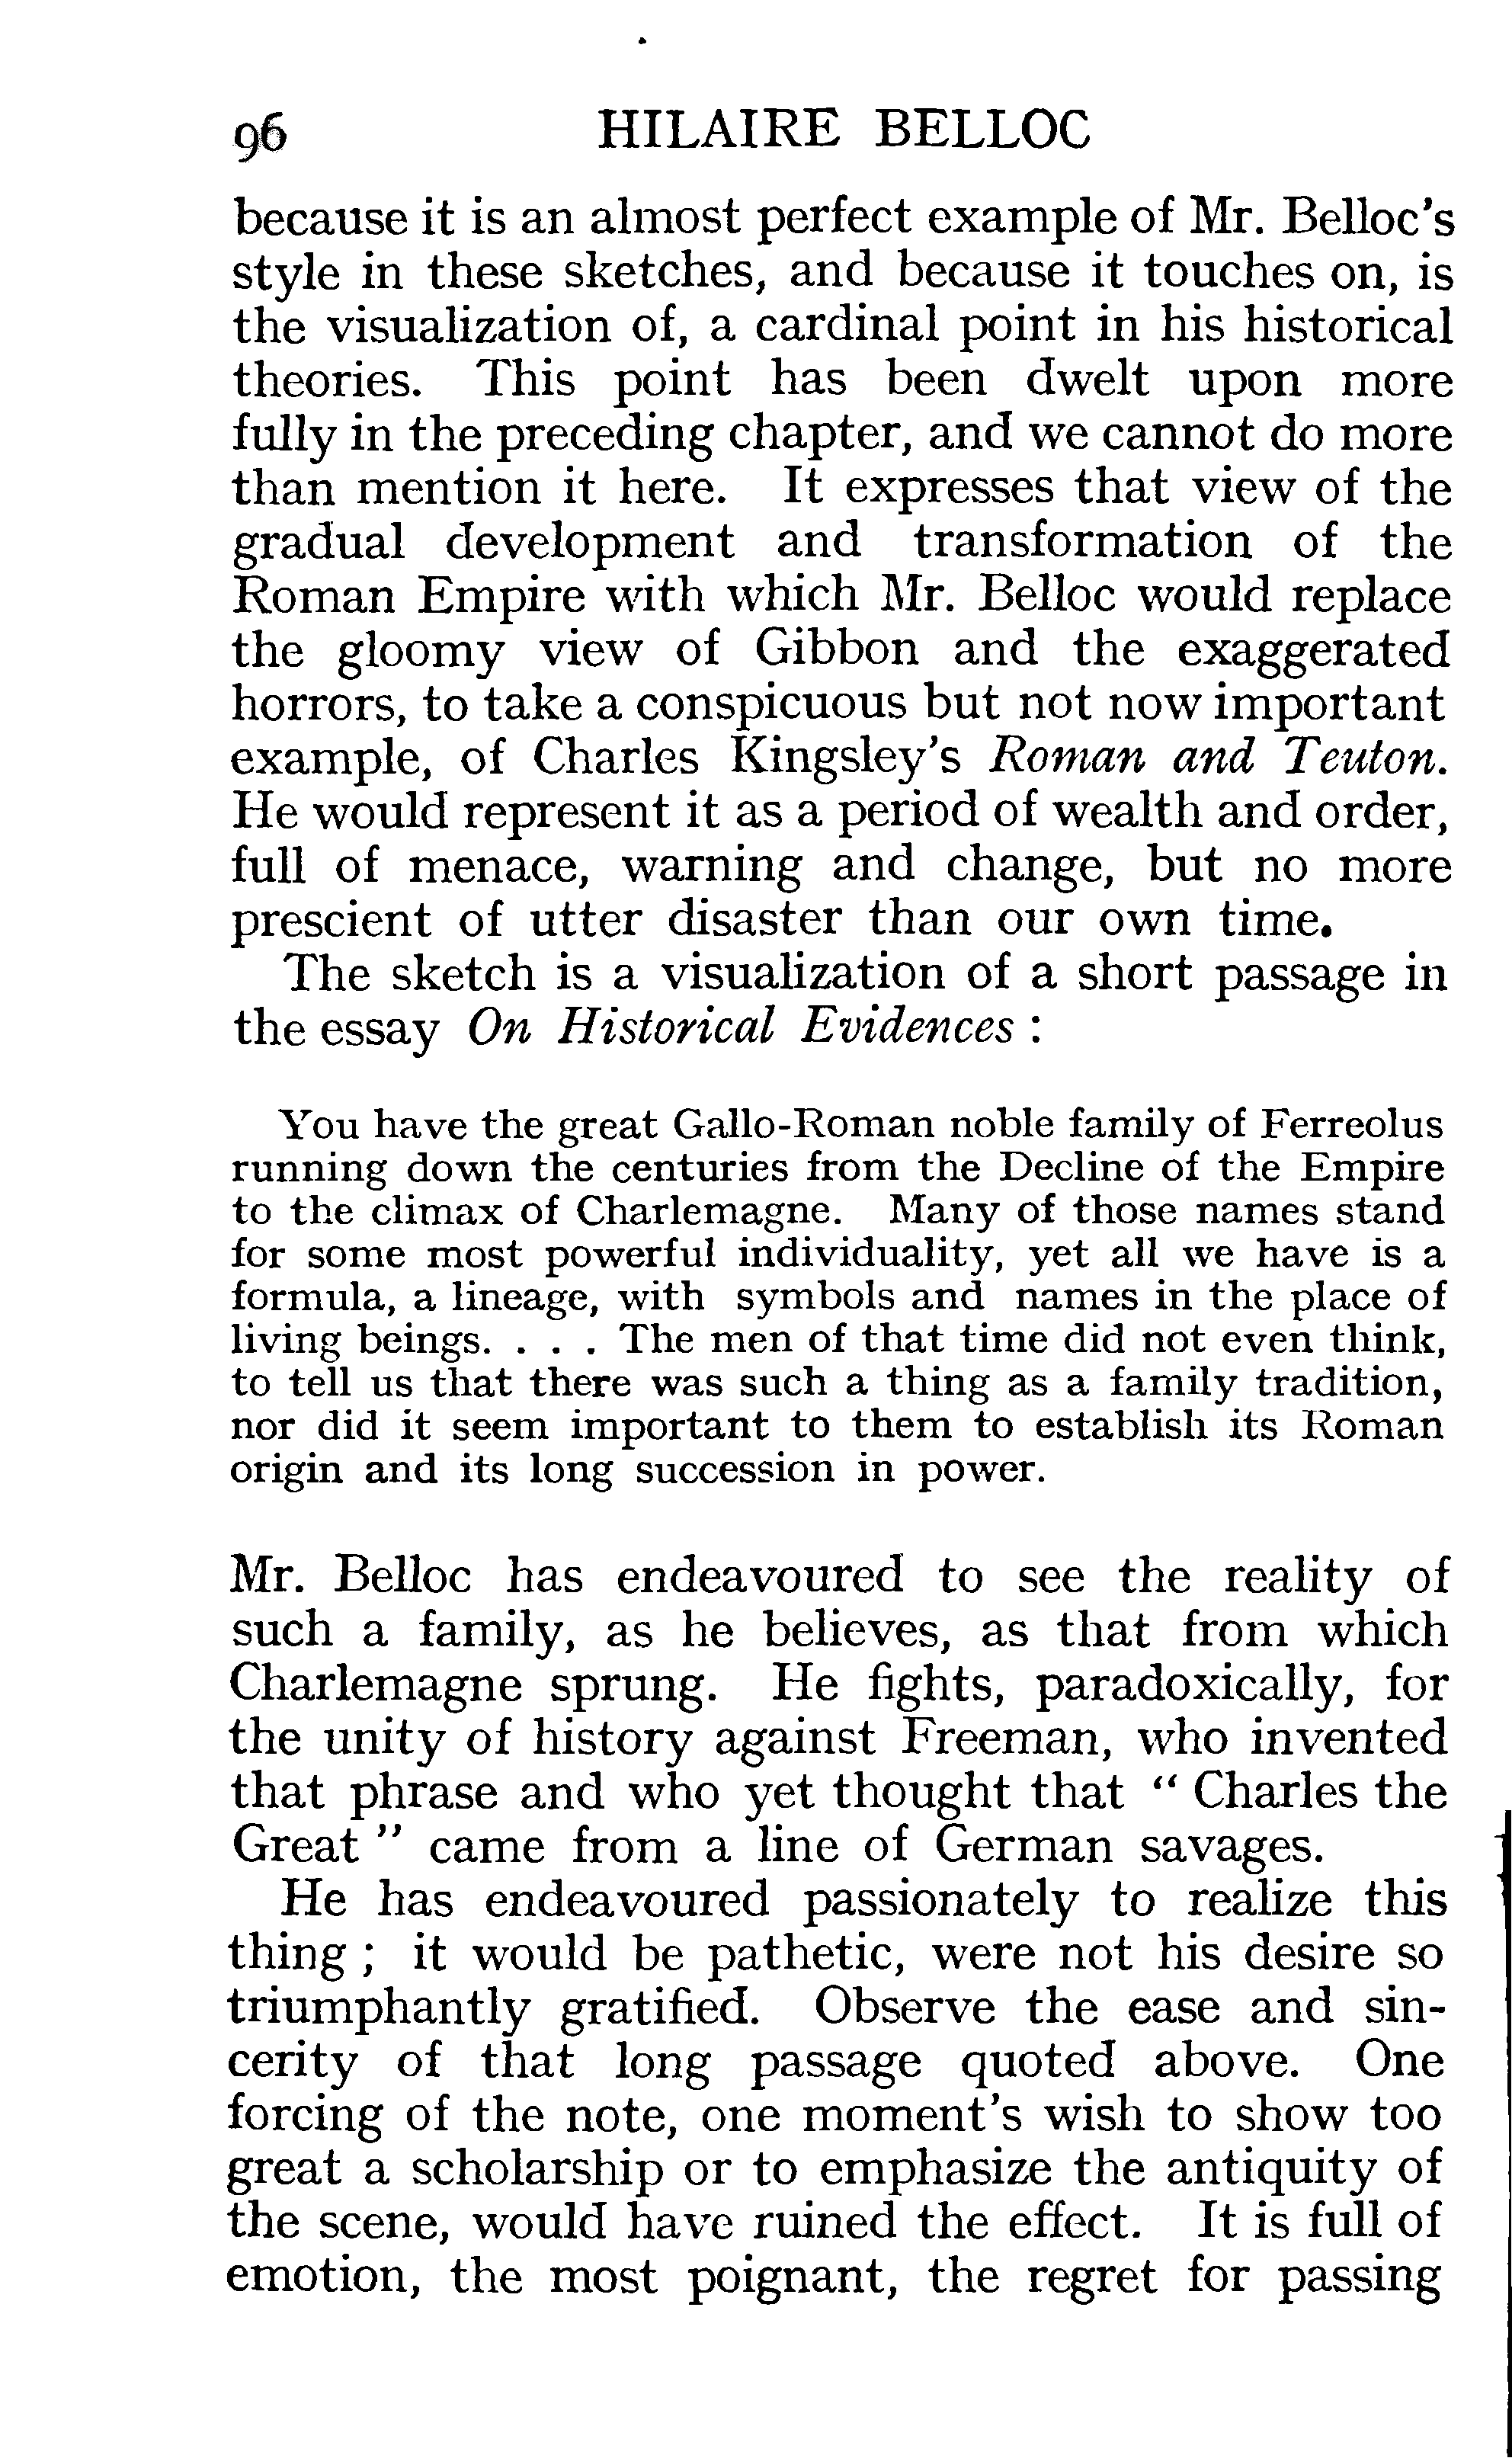 96 HILAIRE BELLOC
because it is an almost perfect example of Mr. Belloc's
style in these sketches, and because it touches on, is
the visualization of, a cardinal point in his historical
theories. This point has been dwelt upon more
fully in the preceding chapter, and we cannot do more
than mention it here. It expresses that view of the
gradual development and transformation of the
Roman Empire with which Mr. Belloc would replace
the gloomy view of Gibbon and the exaggerated
horrors, to take a conspicuous but not now important
example, of Charles Kingsley's Roman and Teuton.
He would represent it as a period of wealth and order,
full of menace, warning and change, but no more
prescient of utter disaster than our own time.
The sketch is a visualization of a short passage in
the essay On Historical Evidences :
You have the great Gallo-Roman noble family of Ferreolus
running down the centuries from the Decline of the Empire
to the climax of Charlemagne. Many of those names stand
for some most powerful individuality, yet all we have is a
formula, a lineage, with symbols and names in the place of
living beings. . . . The men of that time did not even think,
to tell us that there was such a thing as a family tradition,
nor did it seem important to them to establish its Roman
origin and its long succession in power.
Mr. Belloc has endeavoured to see the reality of
such a family, as he believes, as that from which
Charlemagne sprung. He fights, paradoxically, for
the unity of history against Freeman, who invented
that phrase and who yet thought that “ Charles the
Great ” came from a line of German savages.
He has endeavoured passionately to realize this
thing ; it would be pathetic, were not his desire so
triumphantly gratified. Observe the ease and sin-
cerity of that long passage quoted above. One
forcing of the note, one moment's wish to show too
great a scholarship or to emphasize the antiquity of
the scene, would have ruined the effect. It is full of
emotion, the most poignant, the regret for passing